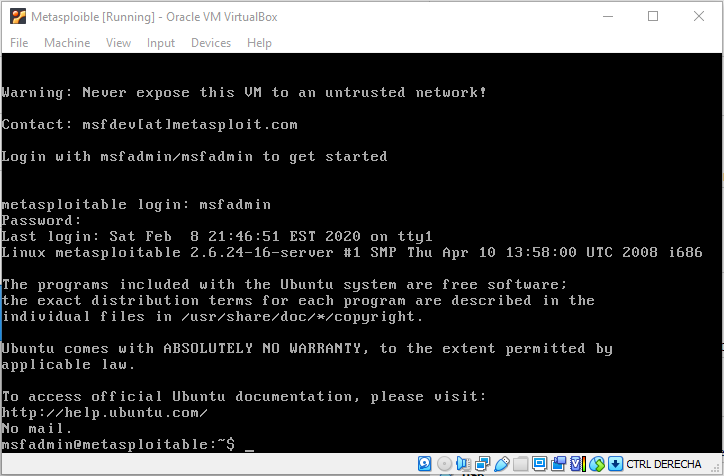 Metasploible [Running] - Oracle VM VirtualBox
File Machine View Input Devices Help
Warning: Never expose this VM to an untrusted network!
Contact: msfdev[at]metasploit.com
Login with msfadmin/msfadmin to get started
metasploitable login: msfadmin
Password:
Last login: Sat Feb  8 21:46:51 EST 2020 on tty1
Linux metasploitable 2.6.24-16-server #1 SMP Thu Apr 10 13:58:00 UTC 2008 i686
The programs included with the Ubuntu system are free software;
the exact distribution terms for each program are described in the
individual files in /usr/share/doc/*/copyright.
Ubuntu comes with ABSOLUTELY NO WARRANTY, to the extent permitted by
applicable law.
To access official Ubuntu documentation, please visit:
http://help.ubuntu.com/
No mail.
msfadmin@metasploitable:~$ _
CTRL DERECHA